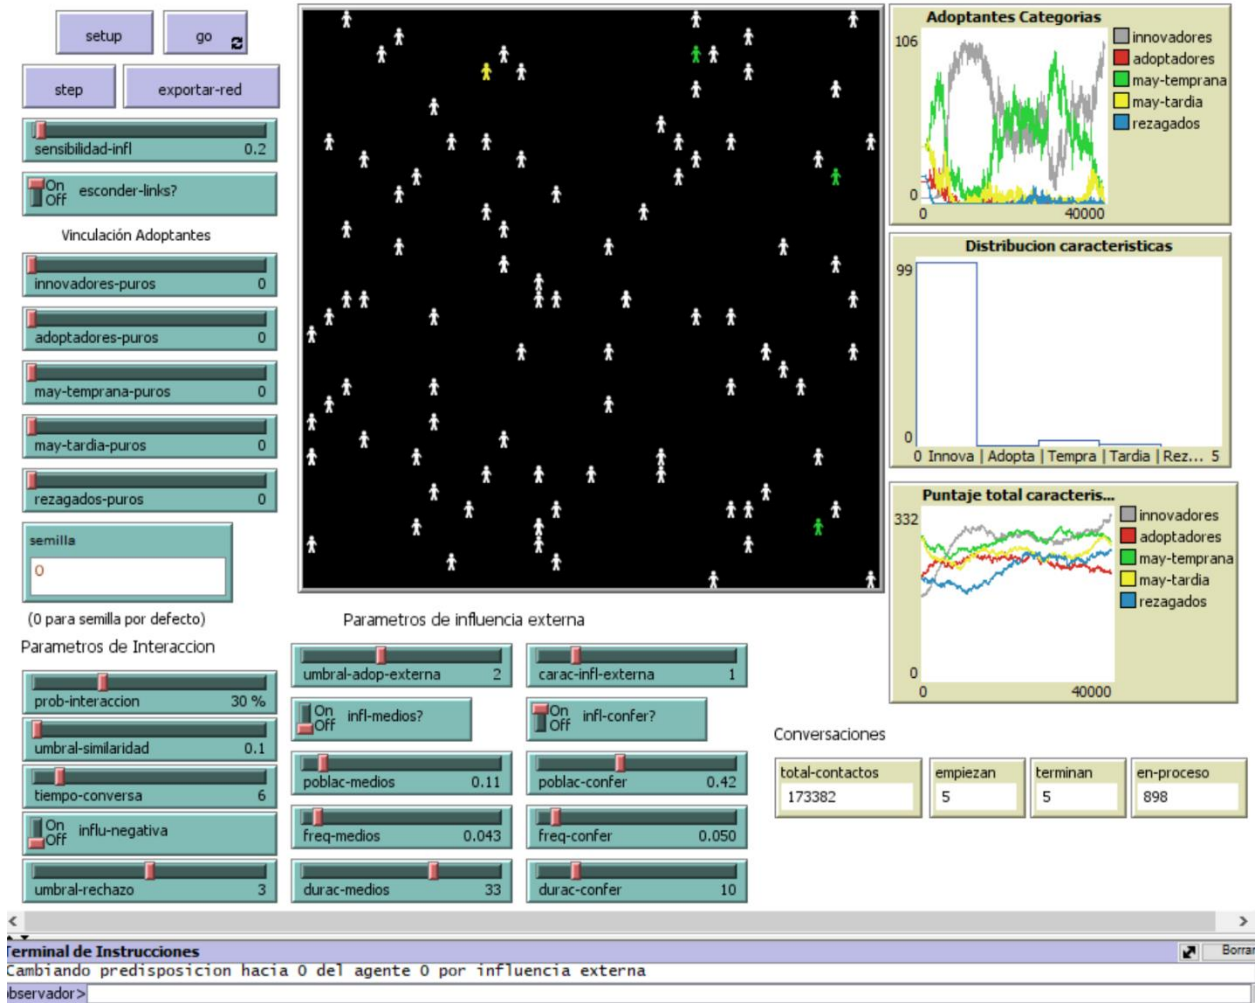 setup
go
step
exportar-red
sensibilidad-infl 0.2
On
Off
esconder-links?
Vinculación Adoptantes
innovadores-puros 0
adoptadores-puros 0
may-temprana-puros 0
may-tardia-puros 0
rezagados-puros 0
semilla
0
(0 para semilla por defecto)
Parametros de Interaccion
prob-interaccion 30 %
umbral-similaridad 0.1
tiempo-conversa 6
On
Off
influ-negativa
umbral-rechazo 3
Parametros de influencia externa
umbral-adop-externa 2
carac-infl-externa 1
On
Off
infl-medios?
On
Off
infl-confer?
poblac-medios 0.11
poblac-confer 0.42
freq-medios 0.043
freq-confer 0.050
durac-medios 33
durac-confer 10
Adoptantes Categorias
106
0
0
40000
innovadores
adoptadores
may-temprana
may-tardia
rezagados
Distribucion caracteristicas
99
0
0 Innova | Adopta | Tempra | Tardia | Rez... 5
Puntaje total caracteris...
332
0
0
40000
innovadores
adoptadores
may-temprana
may-tardia
rezagados
Conversaciones
total-contactos
173382
empiezan
5
terminan
5
en-proceso
898
Terminal de Instrucciones
Borrar
Cambiando predisposicion hacia 0 del agente 0 por influencia externa
observador>